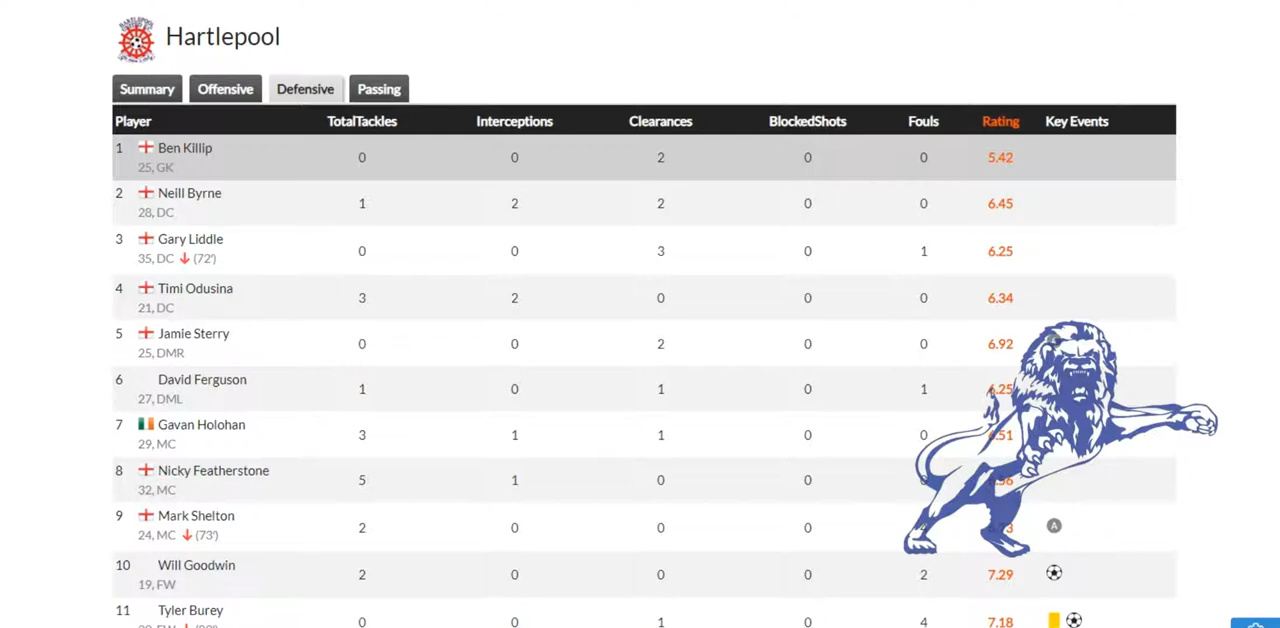 Hartlepool
Summary Offensive Defensive Passing
Player TotalTackles Interceptions Clearances BlockedShots Fouls Rating Key Events
1 Ben Killip 0 0 2 0 0 5.42
25, GK
2 Neill Byrne 1 2 2 0 0 6.45
28, DC
3 Gary Liddle 0 0 3 0 1 6.25
35, DC (72')
4 Timi Odusina 3 2 0 0 0 6.34
21, DC
5 Jamie Sterry 0 0 2 0 0 6.92
25, DMR
6 David Ferguson 1 0 1 0 1 6.25
27, DML
7 Gavan Holohan 3 1 1 0 0 6.51
29, MC
8 Nicky Featherstone 5 1 0 0
32, MC
9 Mark Shelton 2 0 0 0 A
24, MC (73')
10 Will Goodwin 2 0 0 0 2 7.29
19, FW
11 Tyler Burey 0 0 1 0 4 7.18